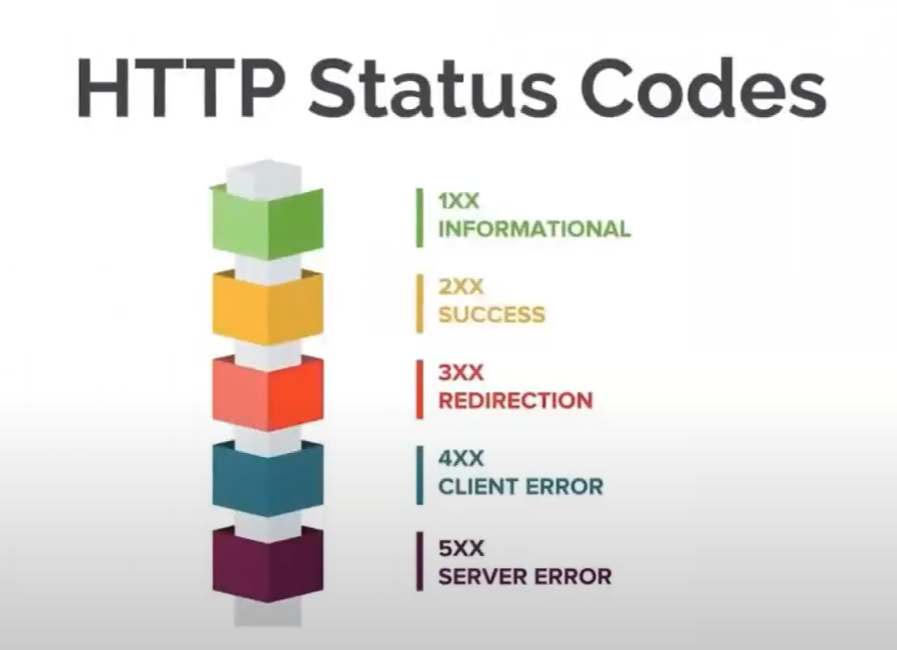 HTTP Status Codes
1XX
INFORMATIONAL
2XX
SUCCESS
3XX
REDIRECTION
4XX
CLIENT ERROR
5XX
SERVER ERROR